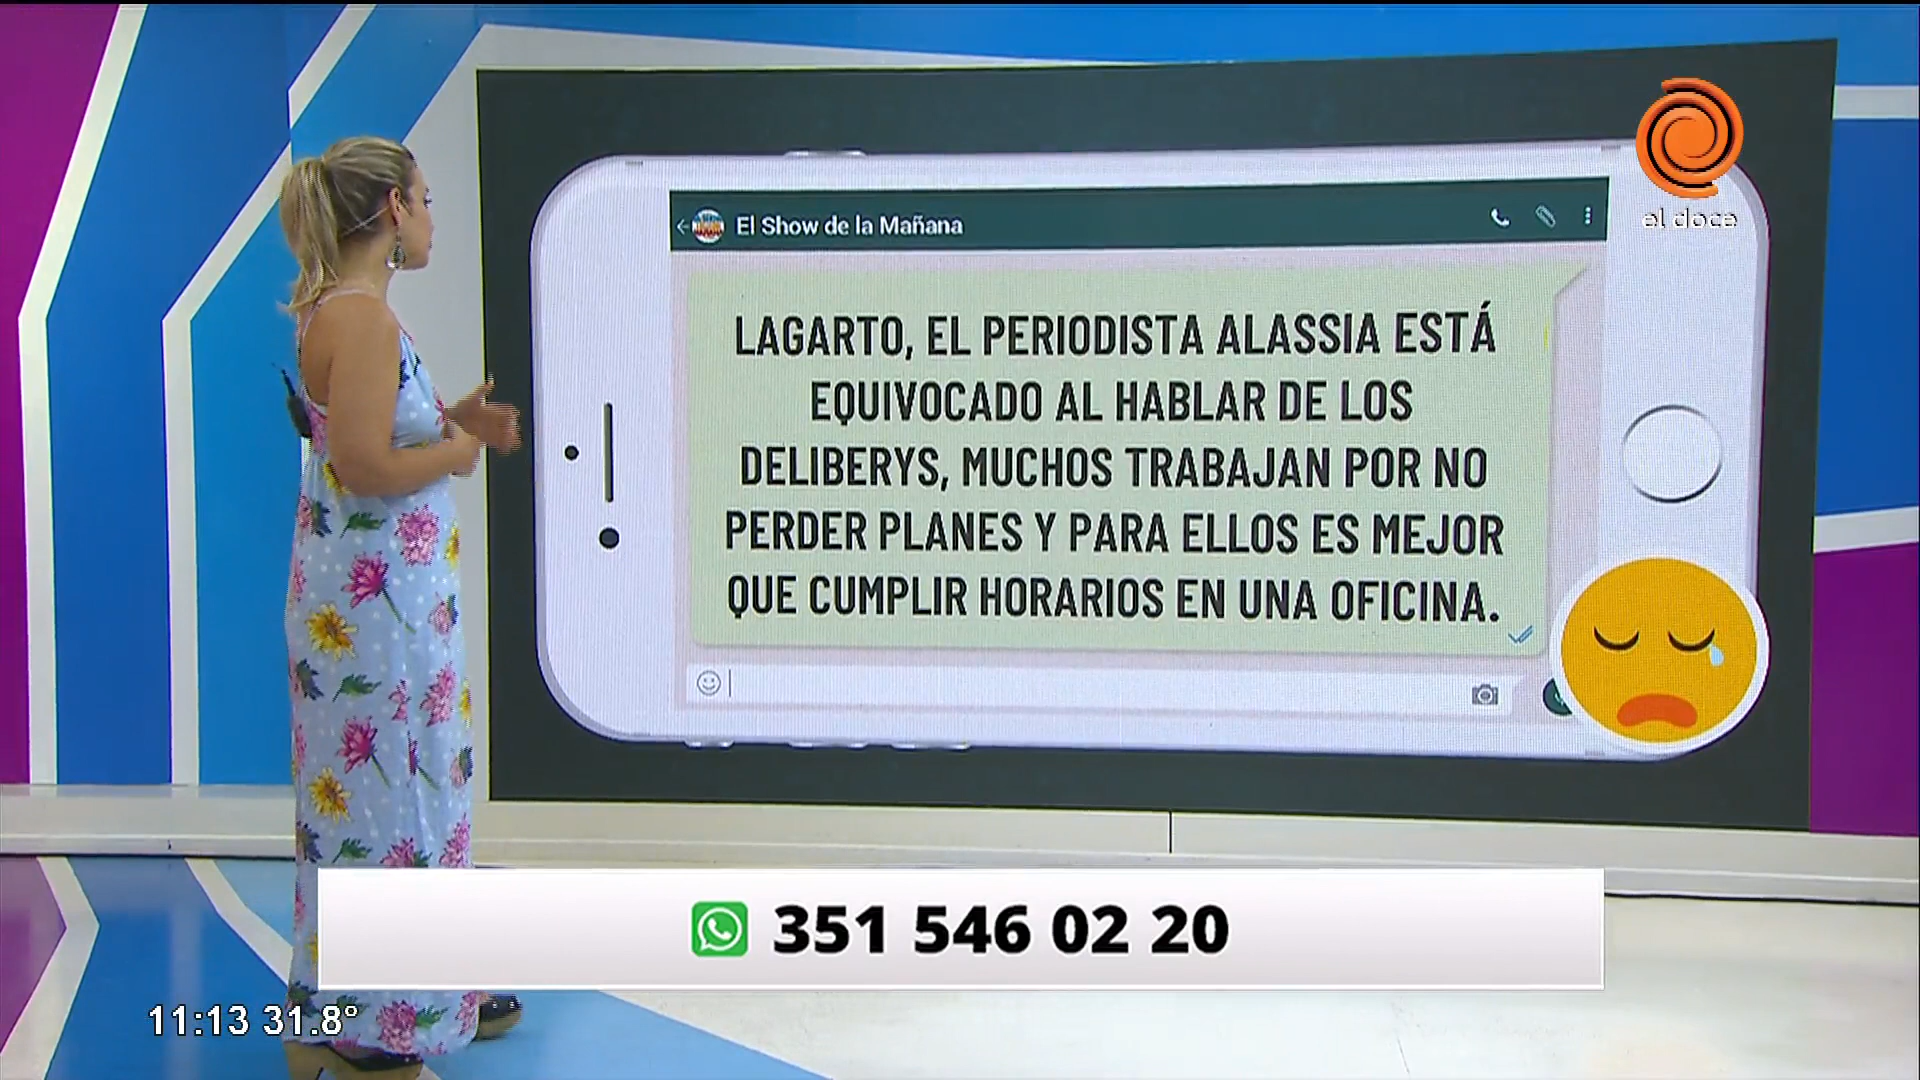 El Show de la Mañana
el doce
LAGARTO, EL PERIODISTA ALASSIA ESTÁ
EQUIVOCADO AL HABLAR DE LOS
DELIBERYS, MUCHOS TRABAJAN POR NO
PERDER PLANES Y PARA ELLOS ES MEJOR
QUE CUMPLIR HORARIOS EN UNA OFICINA.
351 546 02 20
11:13 31.8°